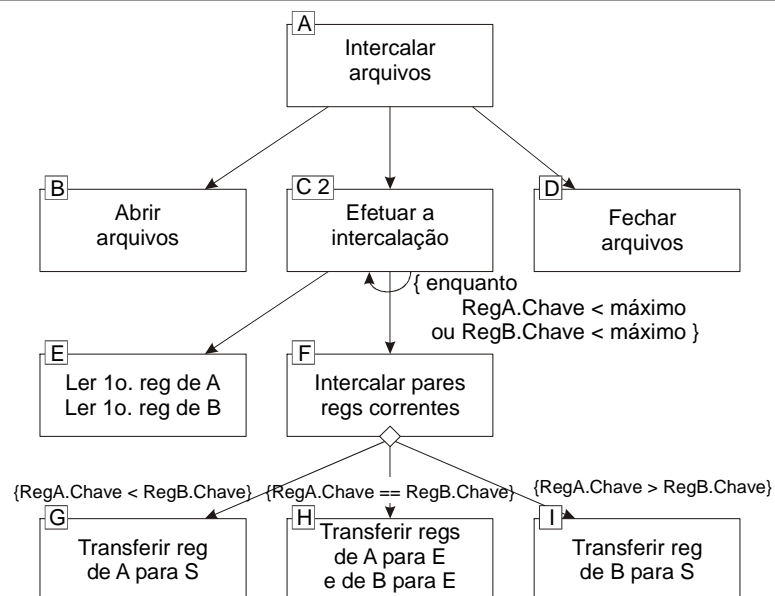 A
Intercalar
arquivos
B
Abrir
arquivos
C 2
Efetuar a
intercalação
D
Fechar
arquivos
{ enquanto
RegA.Chave < máximo
ou RegB.Chave < máximo }
E
Ler 1o. reg de A
Ler 1o. reg de B
F
Intercalar pares
regs correntes
{RegA.Chave < RegB.Chave}
{RegA.Chave == RegB.Chave}
{RegA.Chave > RegB.Chave}
G
Transferir reg
de A para S
H
Transferir regs
de A para E
e de B para E
I
Transferir reg
de B para S